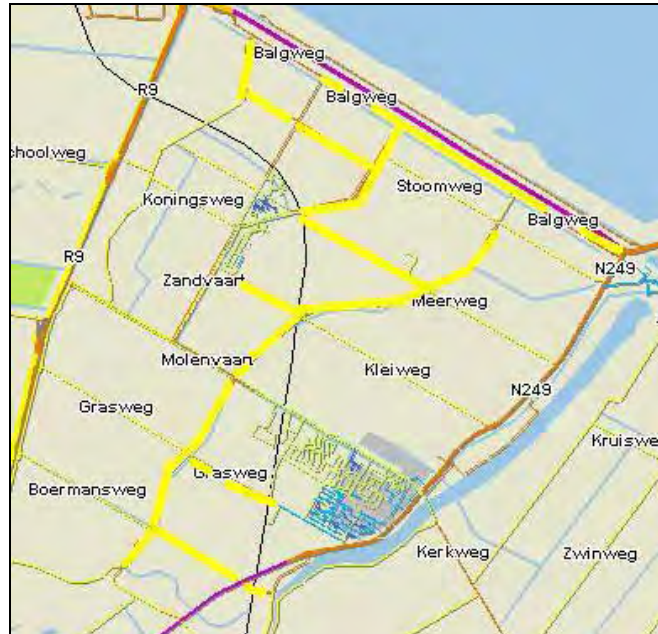 Balgweg
R9
Balgweg
choolweg
Stoomweg
Koningsweg
Balgweg
R9
N249
Zandvaart
Meerweg
Molenvaart
Kleiweg
N249
Grasweg
Kruiswe
Grasweg
Boermansweg
Kerkweg
Zwinweg